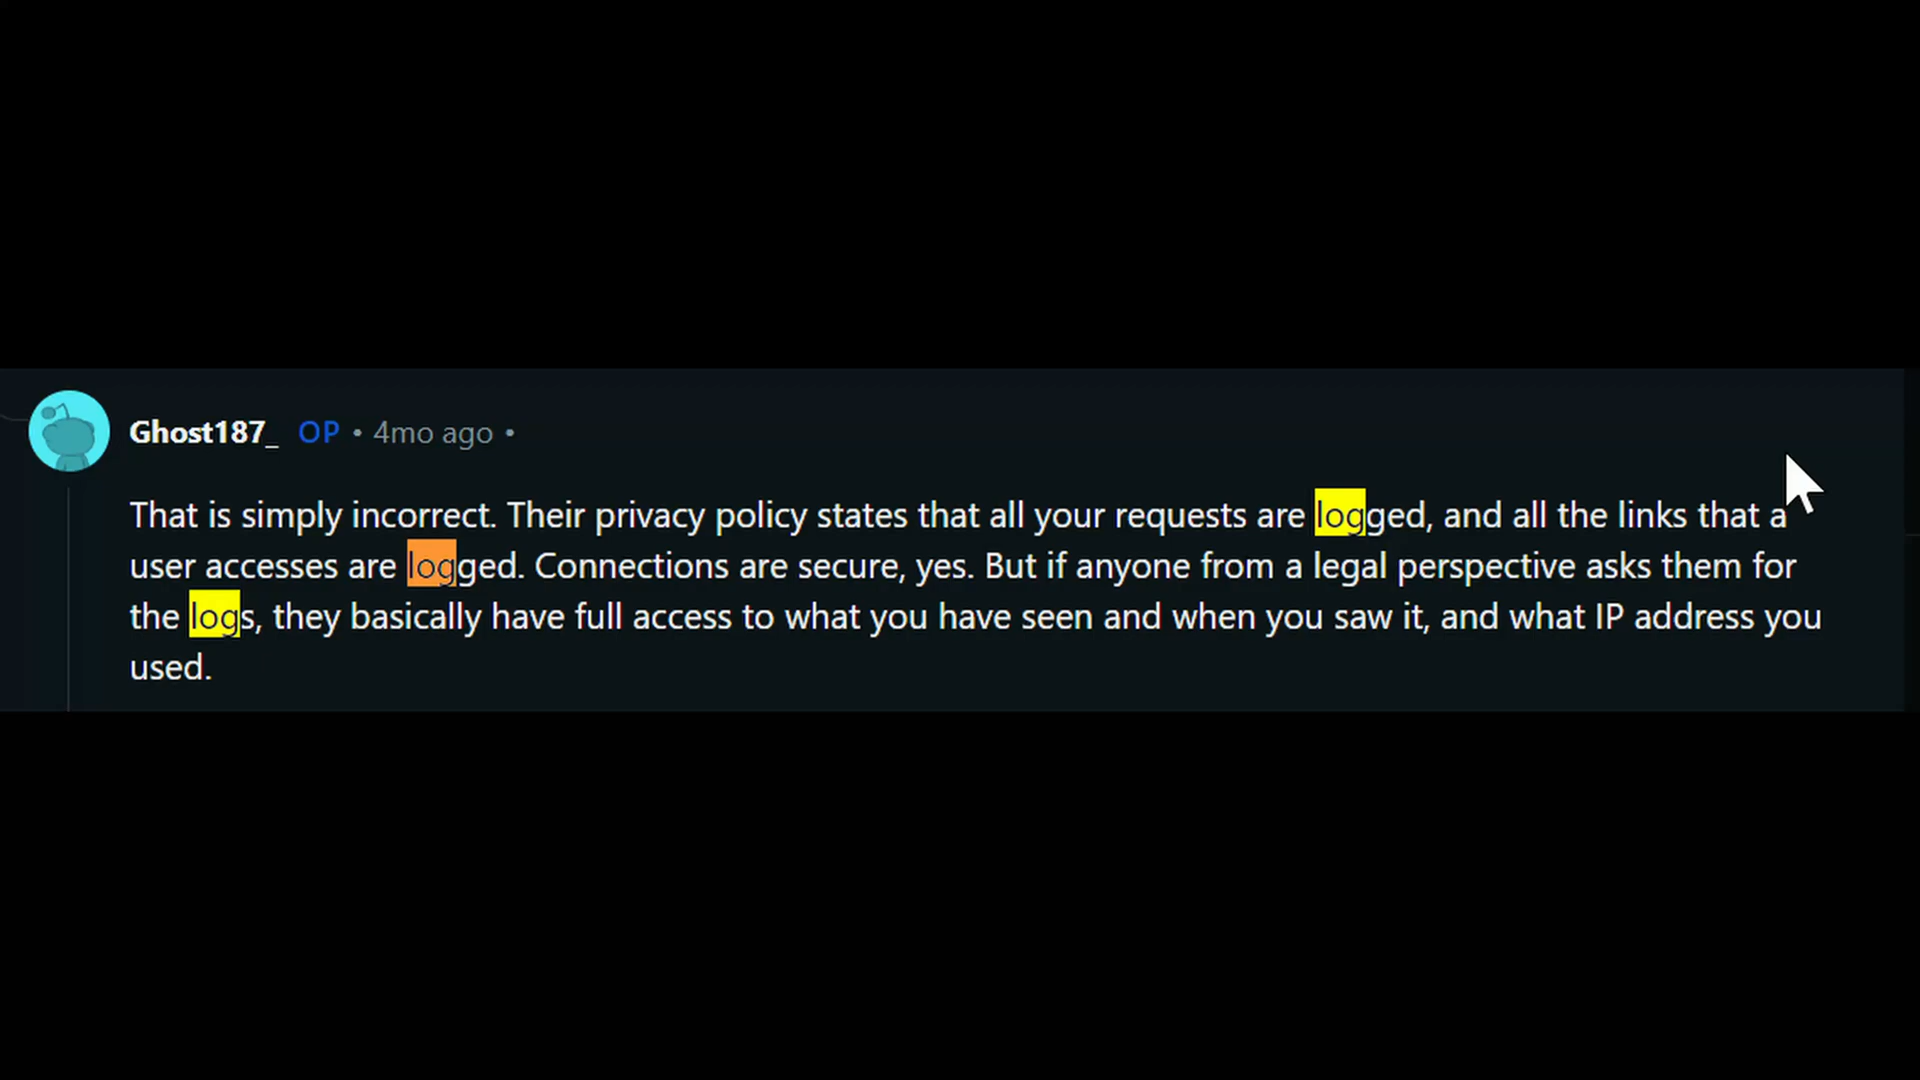 Ghost187_ OP • 4mo ago •
That is simply incorrect. Their privacy policy states that all your requests are logged, and all the links that a
user accesses are logged. Connections are secure, yes. But if anyone from a legal perspective asks them for
the logs, they basically have full access to what you have seen and when you saw it, and what IP address you
used.